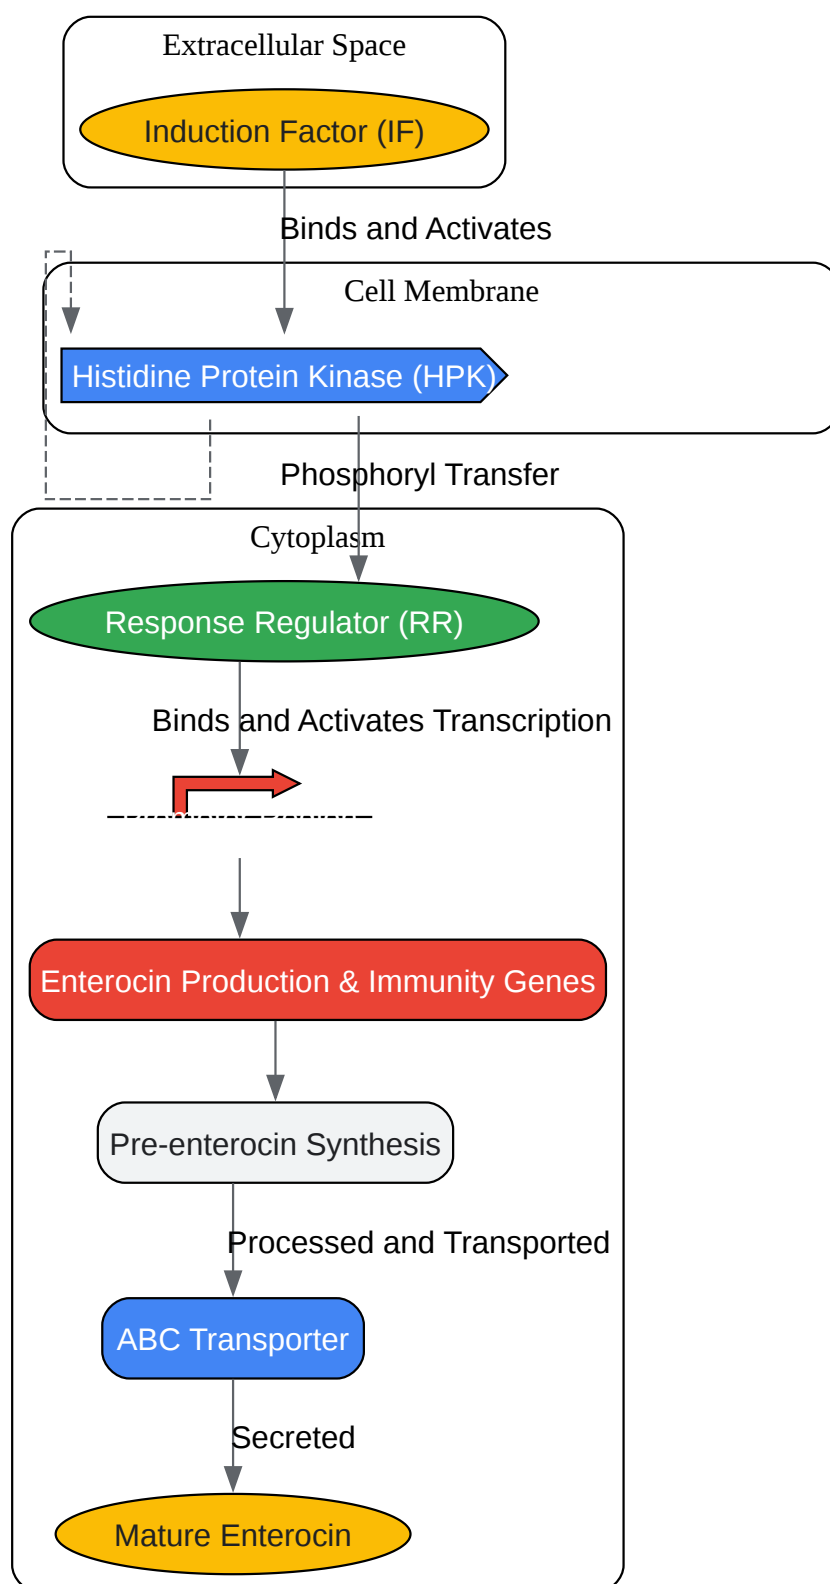 Extracellular Space
Induction Factor (IF)
Binds and Activates
Cell Membrane
Histidine Protein Kinase (HPK)
Phosphoryl Transfer
Cytoplasm
Response Regulator (RR)
Binds and Activates Transcription
Enterocin Production & Immunity Genes
Pre-enterocin Synthesis
Processed and Transported
ABC Transporter
Secreted
Mature Enterocin